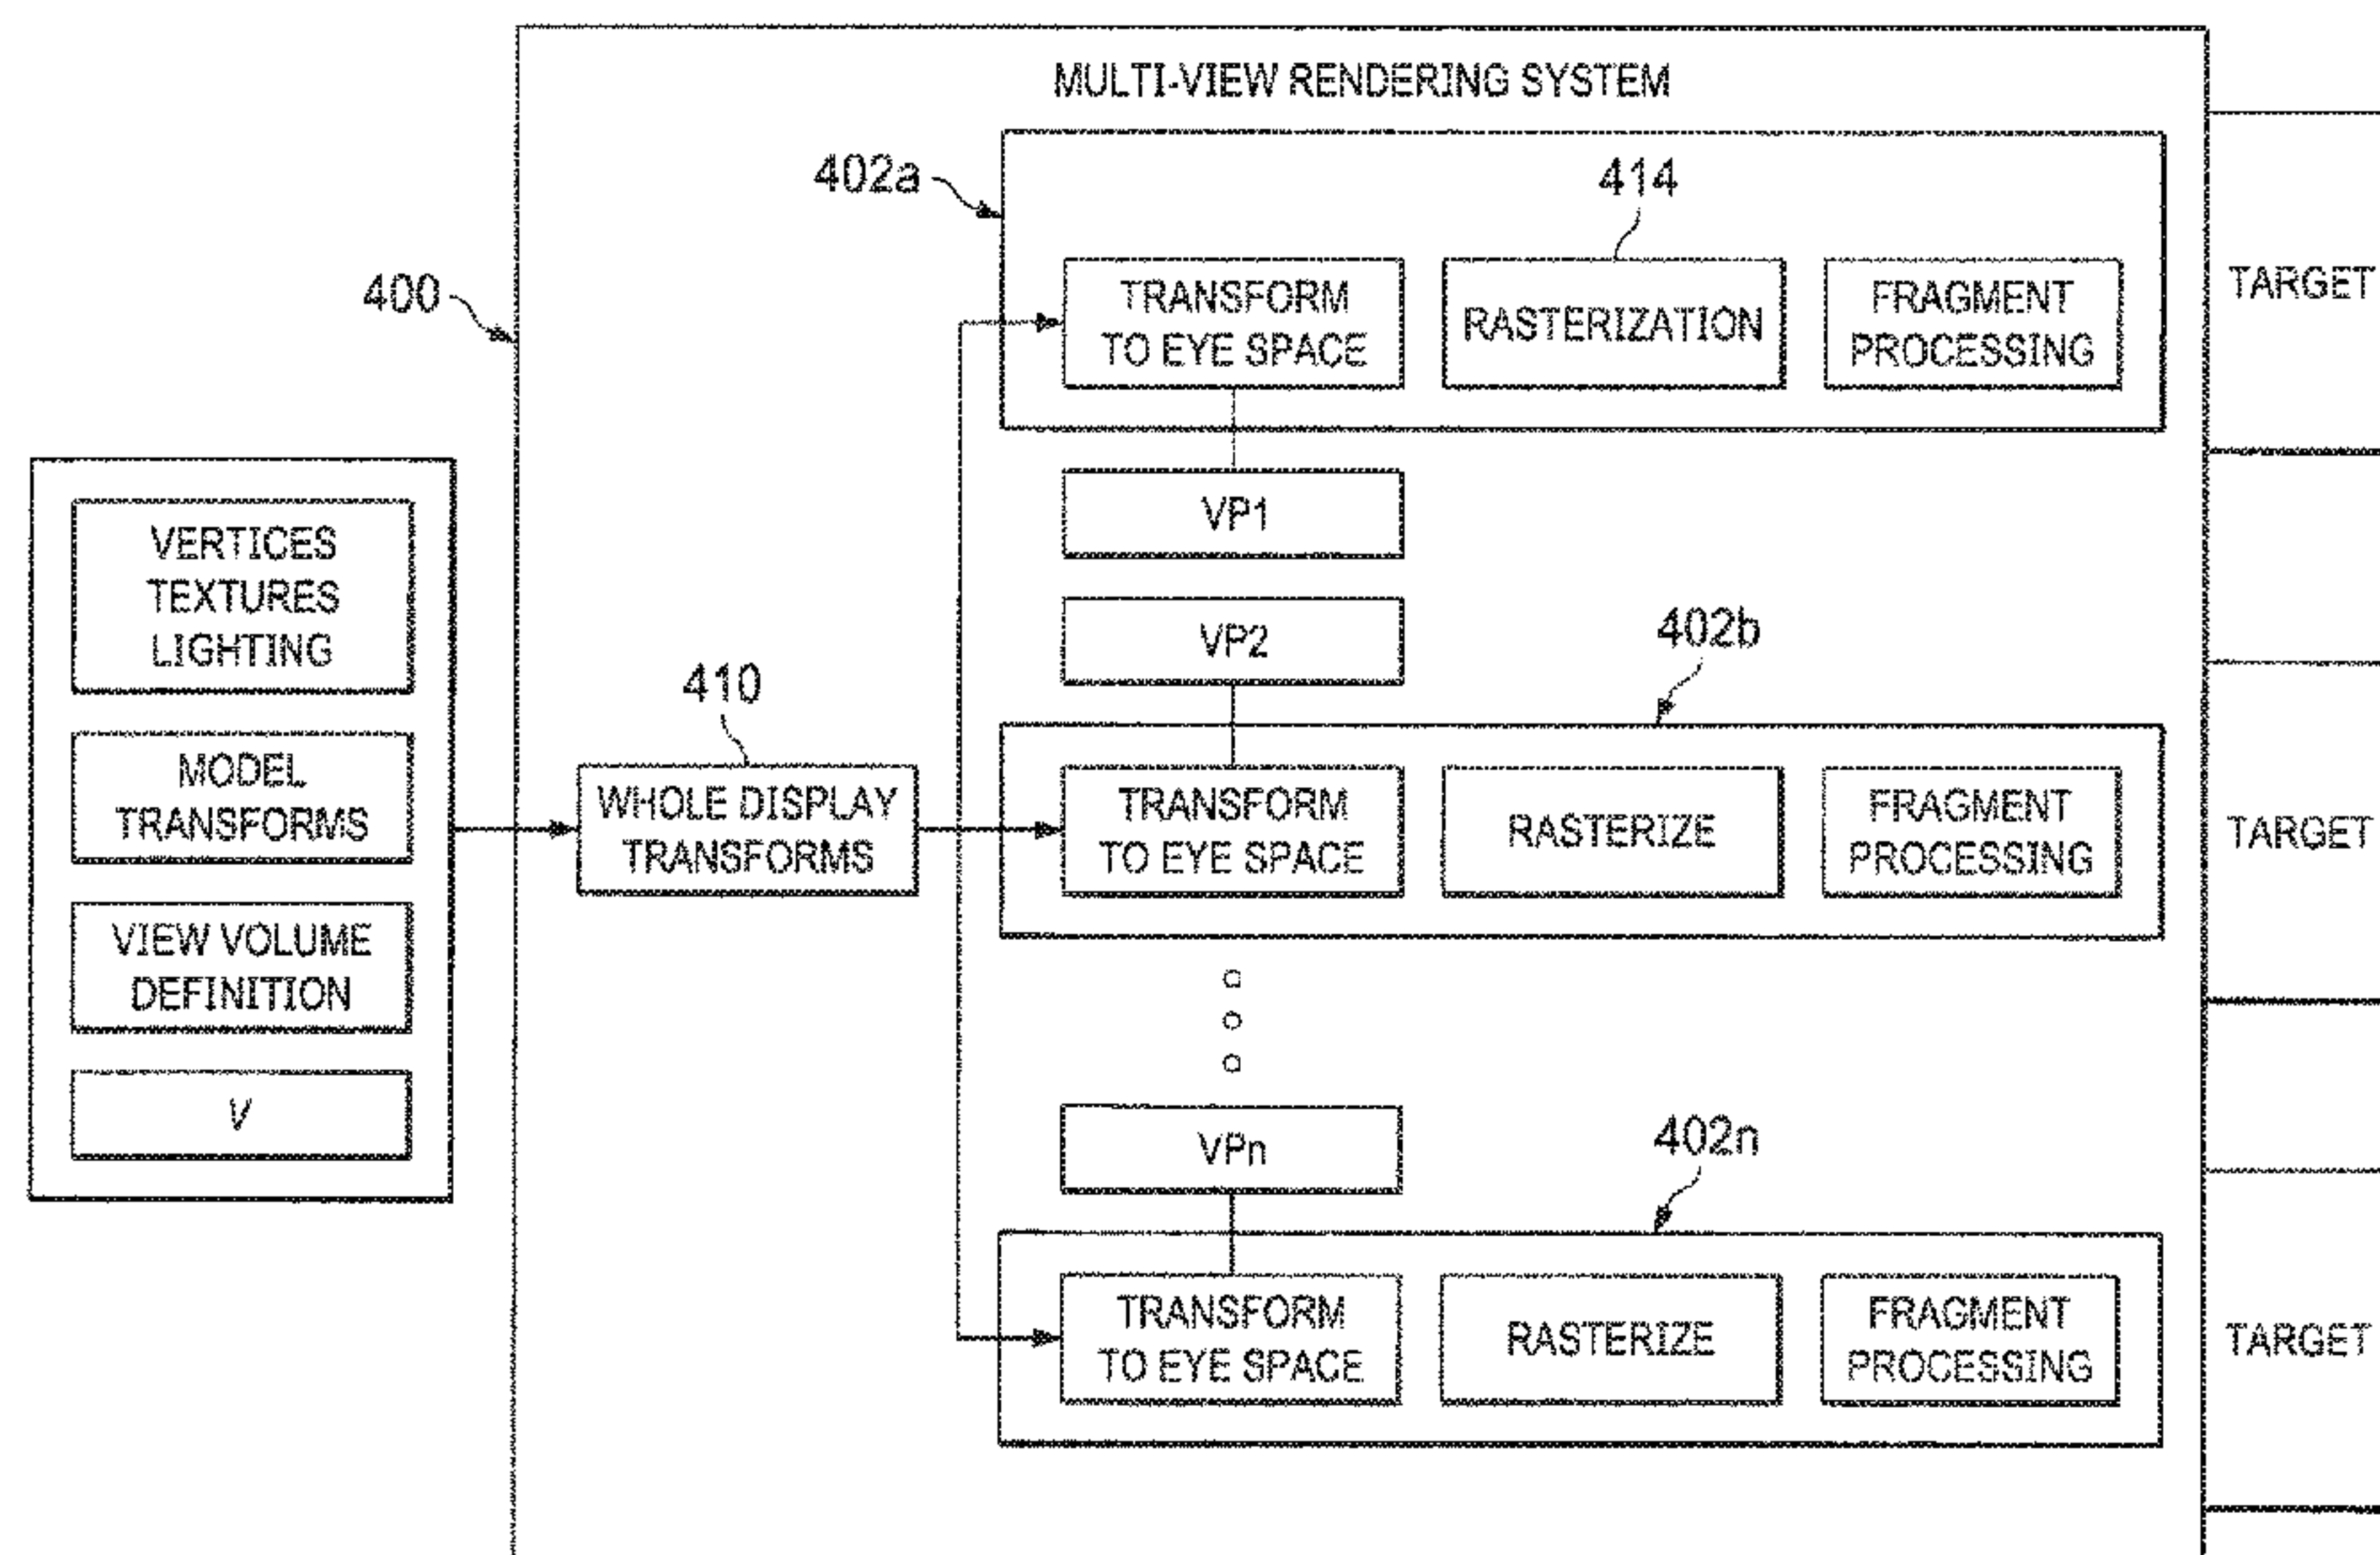 MULTI-VIEW RENDERING SYSTEM
402a
414
400
TRANSFORM
TO EYE SPACE
RASTERIZATION
FRAGMENT
PROCESSING
TARGET
VP1
VERTICES
TEXTURES
LIGHTING
MODEL
TRANSFORMS
VIEW VOLUME
DEFINITION
V
410
WHOLE DISPLAY
TRANSFORMS
VP2
402b
TRANSFORM
TO EYE SPACE
RASTERIZE
FRAGMENT
PROCESSING
TARGET
VPn
402n
TRANSFORM
TO EYE SPACE
RASTERIZE
FRAGMENT
PROCESSING
TARGET